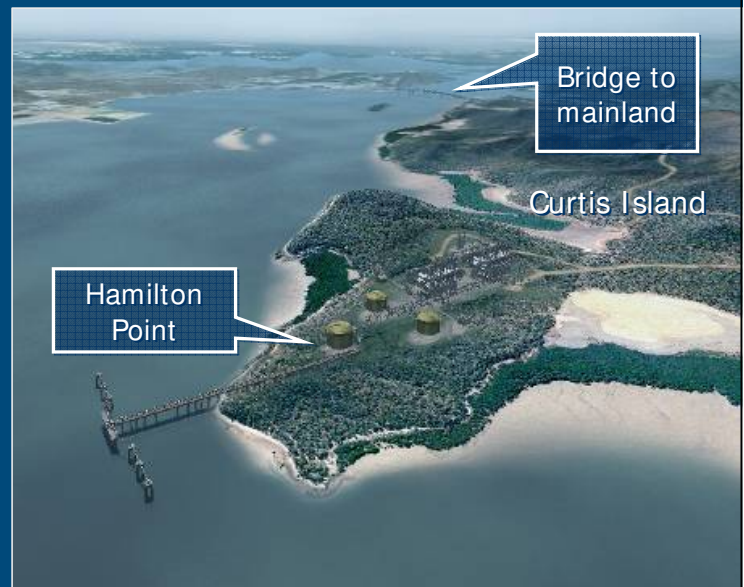 Bridge to
mainland
Curtis Island
Hamilton
Point